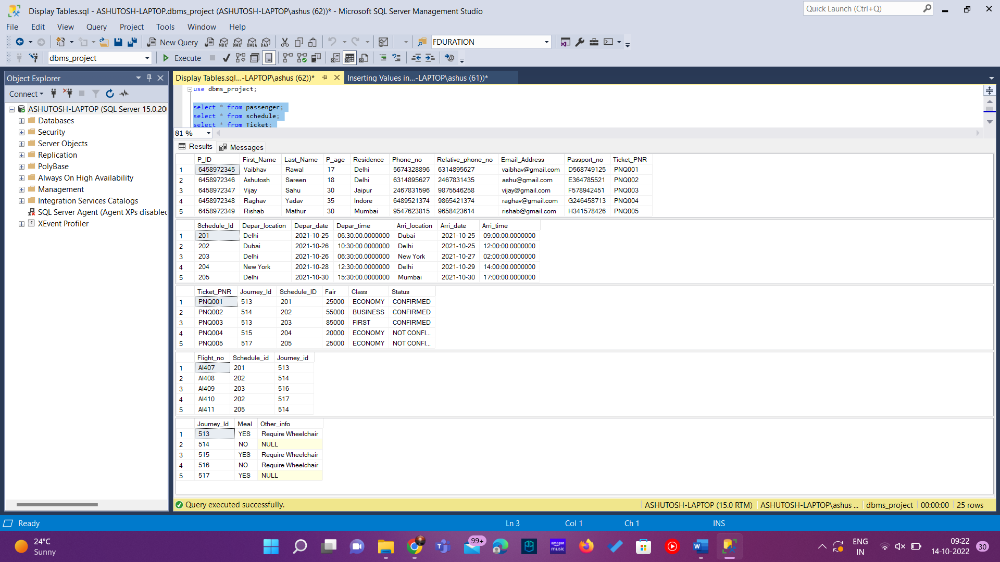 Display Tables.sql - ASHUTOSH-LAPTOP.dbms_project (ASHUTOSH-LAPTOP\ashus (62))* - Microsoft SQL Server Management Studio
Quick Launch (Ctrl+Q)
File Edit View Query Project Tools Window Help
New Query MDX DMX XMLA DAX FDURATION
dbms_project Execute
Object Explorer
Display Tables.sql...-LAPTOP\ashus (62))* Inserting Values in...-LAPTOP\ashus (61))*
Connect
ASHUTOSH-LAPTOP (SQL Server 15.0.200
Databases
Security
Server Objects
Replication
PolyBase
Always On High Availability
Management
Integration Services Catalogs
SQL Server Agent (Agent XPs disabled
XEvent Profiler
use dbms_project;
select * from passenger;
select * from schedule;
select * from Ticket;
81 %
Results Messages
P_ID First_Name Last_Name P_age Residence Phone_no Relative_phone_no Email_Address Passport_no Ticket_PNR
1 6458972345 Vaibhav Rawal 17 Delhi 5674328896 6314895627 vaibhav@gmail.com D568749125 PNQ001
2 6458972346 Ashutosh Sareen 18 Delhi 6314895627 2467831435 ashu@gmail.com E364785521 PNQ002
3 6458972347 Vijay Sahu 30 Jaipur 2467831596 9875546258 vijay@gmail.com F578942451 PNQ003
4 6458972348 Raghav Yadav 35 Indore 6489521374 9865421374 raghav@gmail.com G246458713 PNQ004
5 6458972349 Rishab Mathur 30 Mumbai 9547623815 9658423614 rishab@gmail.com H341578426 PNQ005
Schedule_Id Depar_location Depar_date Depar_time Arri_location Arri_date Arri_time
1 201 Delhi 2021-10-25 06:30:00.0000000 Dubai 2021-10-25 09:00:00.0000000
2 202 Dubai 2021-10-26 10:30:00.0000000 Delhi 2021-10-25 12:00:00.0000000
3 203 Delhi 2021-10-26 06:30:00.0000000 New York 2021-10-27 02:00:00.0000000
4 204 New York 2021-10-28 12:30:00.0000000 Delhi 2021-10-29 14:00:00.0000000
5 205 Delhi 2021-10-30 15:30:00.0000000 Mumbai 2021-10-30 17:00:00.0000000
Ticket_PNR Journey_Id Schedule_ID Fair Class Status
1 PNQ001 513 201 25000 ECONOMY CONFIRMED
2 PNQ002 514 202 55000 BUSINESS CONFIRMED
3 PNQ003 513 203 85000 FIRST CONFIRMED
4 PNQ004 515 204 20000 ECONOMY NOT CONFI...
5 PNQ005 517 205 25000 ECONOMY NOT CONFI...
Flight_no Schedule_id Journey_id
1 AI407 201 513
2 AI408 202 514
3 AI409 203 516
4 AI410 202 517
5 AI411 205 514
Journey_Id Meal Other_info
1 513 YES Require Wheelchair
2 514 NO NULL
3 515 YES Require Wheelchair
4 516 NO Require Wheelchair
5 517 YES NULL
Query executed successfully. ASHUTOSH-LAPTOP (15.0 RTM) ASHUTOSH-LAPTOP\ashus ... dbms_project 00:00:00 25 rows
Ready Ln 3 Col 1 Ch 1 INS
24°C
Sunny
99+
amazon music
ENG
IN
09:22
14-10-2022
30